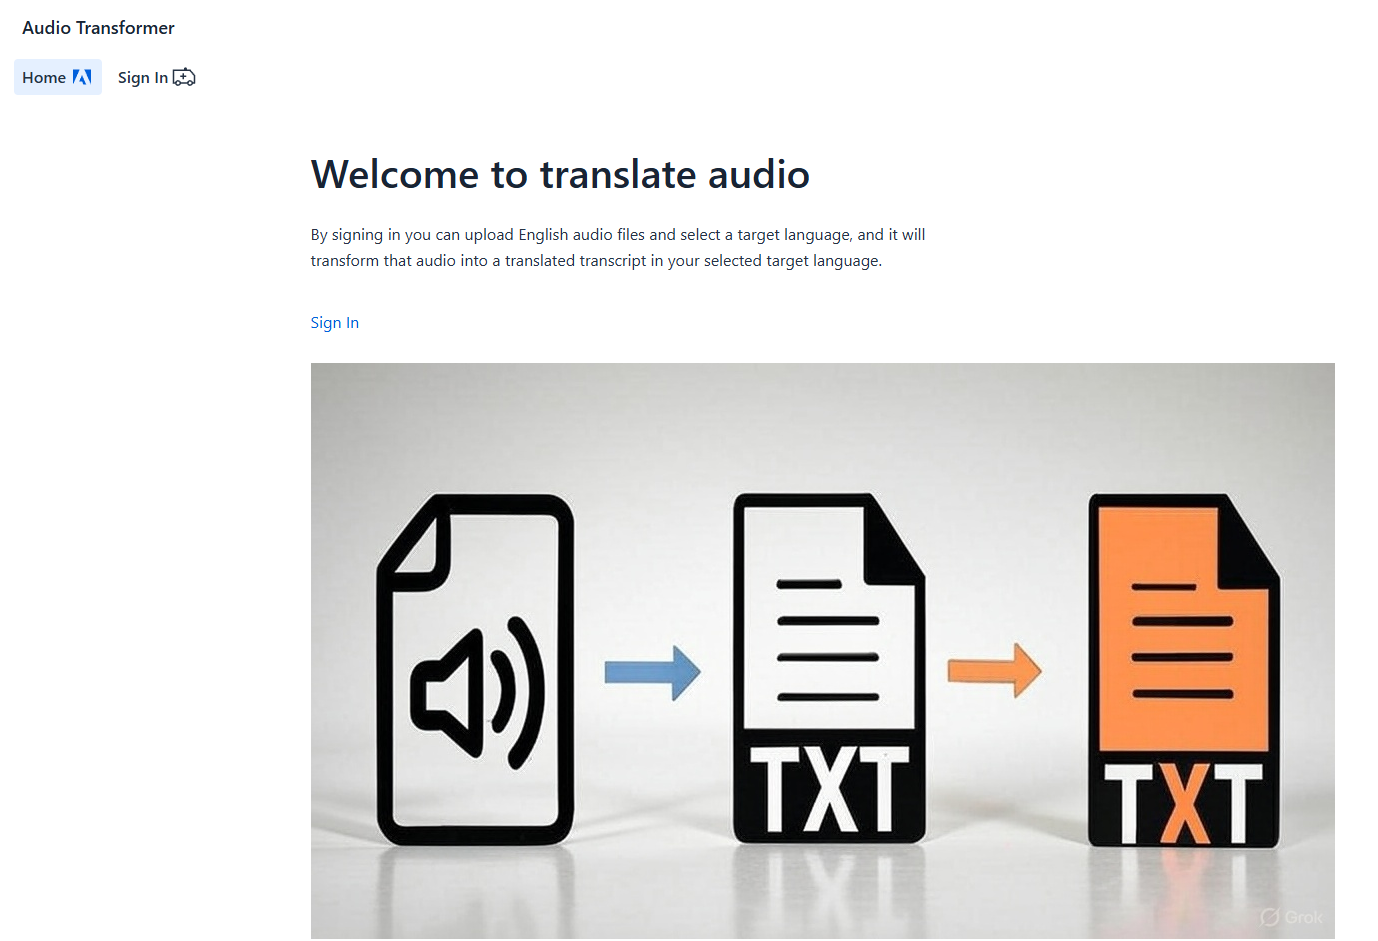 Audio Transformer
Home
Sign In
Welcome to translate audio
By signing in you can upload English audio files and select a target language, and it will
transform that audio into a translated transcript in your selected target language.
Sign In
TXT
TXT
Grok